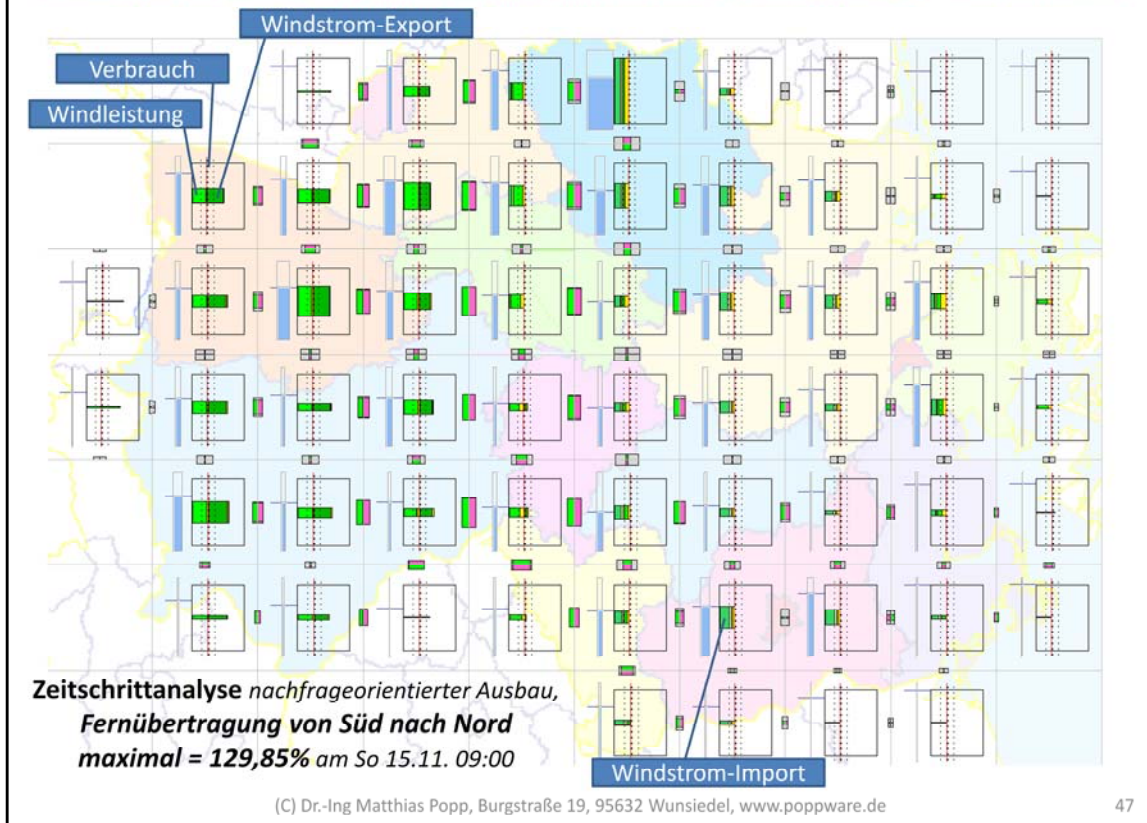 Windstrom-Export
Verbrauch
Windleistung
Zeitschrittanalyse nachfrageorientierter Ausbau,
Fernübertragung von Süd nach Nord
maximal = 129,85% am So 15.11. 09:00
Windstrom-Import
(C) Dr.-Ing Matthias Popp, Burgstraße 19, 95632 Wunsiedel, www.poppware.de
47